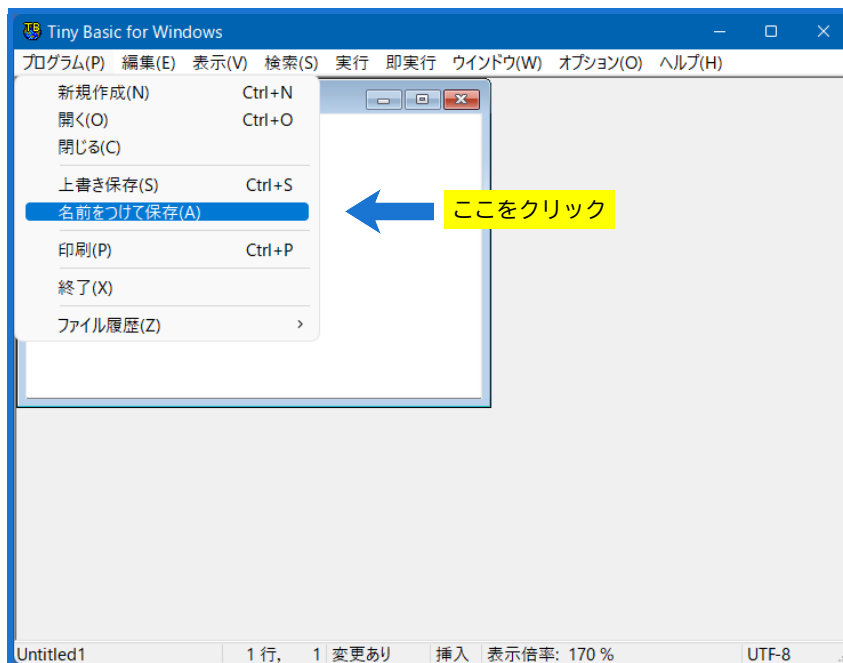 Tiny Basic for Windows
プログラム(P) 編集(E) 表示(V) 検索(S) 実行 即実行 ウインドウ(W) オプション(O) ヘルプ(H)
新規作成(N) Ctrl+N
開く(O) Ctrl+O
閉じる(C)
上書き保存(S) Ctrl+S
名前をつけて保存(A)
ここをクリック
印刷(P) Ctrl+P
終了(X)
ファイル履歴(Z)
Untitled1 1 行, 1 変更あり 挿入 表示倍率: 170 % UTF-8